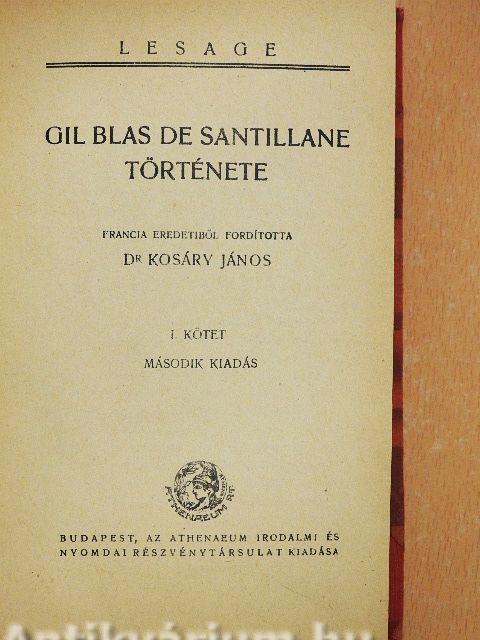 LESAGE
GIL BLAS DE SANTILLANE
TÖRTÉNETE
FRANCIA EREDETIBŐL FORDÍTOTTA
DR KOSÁRY JÁNOS
I. KÖTET
MÁSODIK KIADÁS
ATHENAEUM RT
BUDAPEST, AZ ATHENAEUM IRODALMI ÉS
NYOMDAI RÉSZVÉNYTÁRSULAT KIADÁSA
Antikvárium.hu